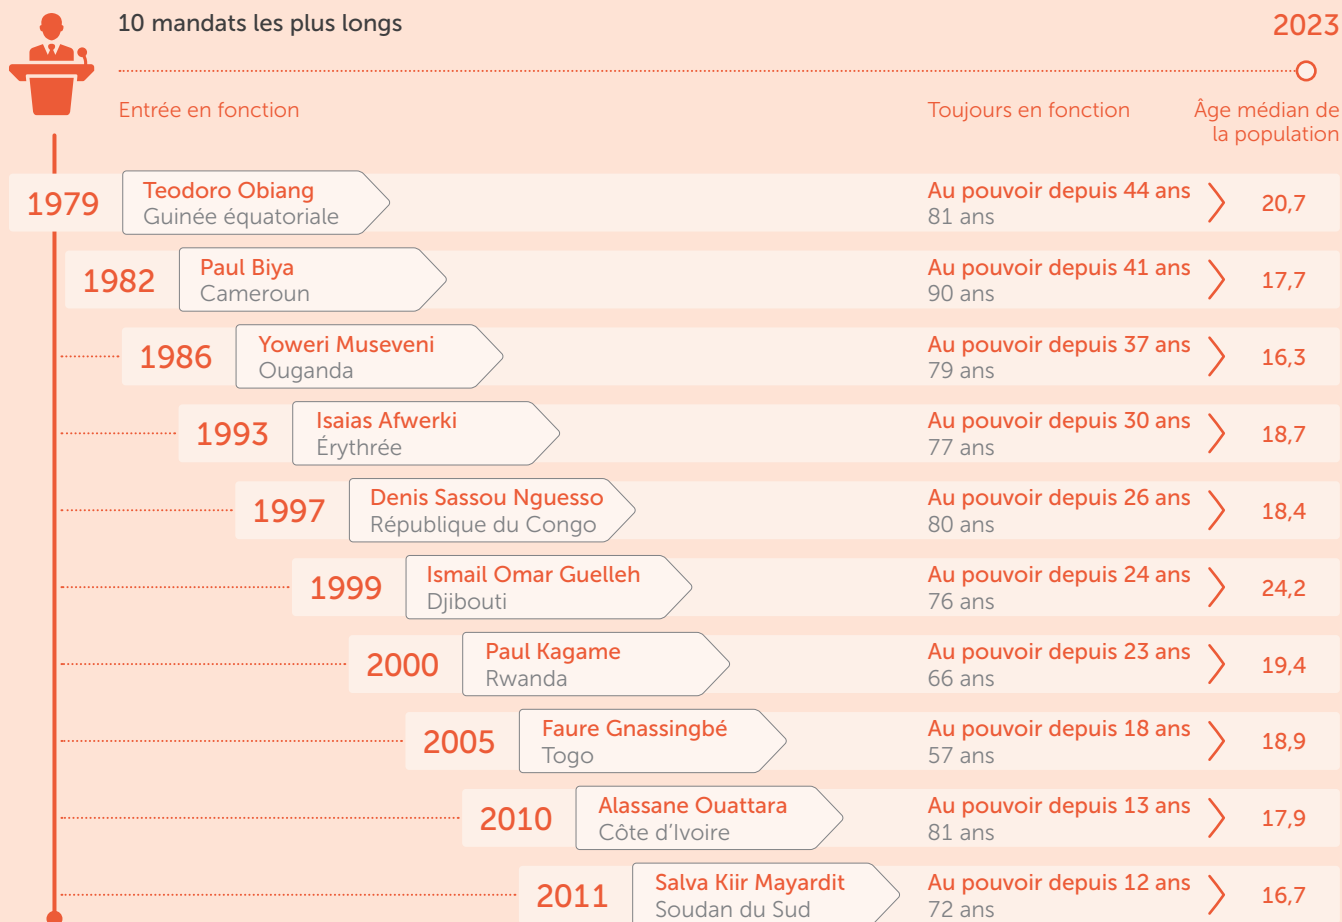 10 mandats les plus longs
2023
Entrée en fonction
Toujours en fonction
Âge médian de
la population
1979
Teodoro Obiang
Guinée équatoriale
Au pouvoir depuis 44 ans
81 ans
20,7
1982
Paul Biya
Cameroun
Au pouvoir depuis 41 ans
90 ans
17,7
1986
Yoweri Museveni
Ouganda
Au pouvoir depuis 37 ans
79 ans
16,3
1993
Isaias Afwerki
Érythrée
Au pouvoir depuis 30 ans
77 ans
18,7
1997
Denis Sassou Nguesso
République du Congo
Au pouvoir depuis 26 ans
80 ans
18,4
1999
Ismail Omar Guelleh
Djibouti
Au pouvoir depuis 24 ans
76 ans
24,2
2000
Paul Kagame
Rwanda
Au pouvoir depuis 23 ans
66 ans
19,4
2005
Faure Gnassingbé
Togo
Au pouvoir depuis 18 ans
57 ans
18,9
2010
Alassane Ouattara
Côte d'Ivoire
Au pouvoir depuis 13 ans
81 ans
17,9
2011
Salva Kiir Mayardit
Soudan du Sud
Au pouvoir depuis 12 ans
72 ans
16,7